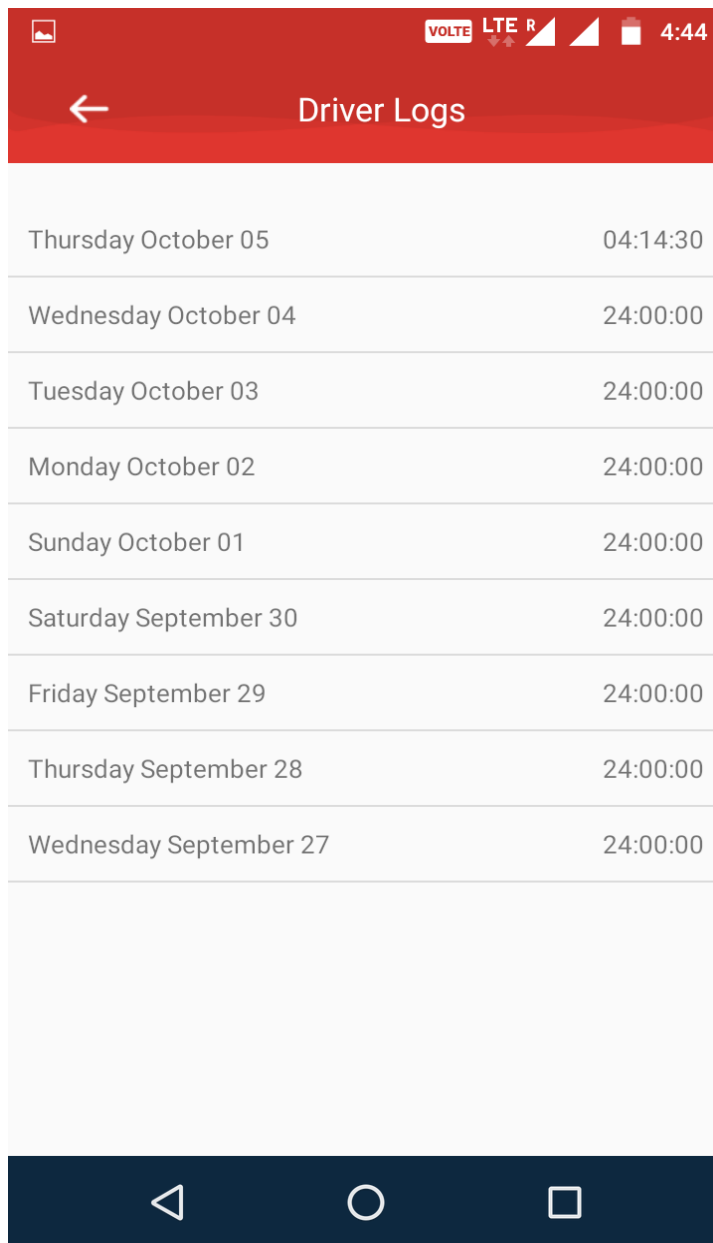 VOLTE LTE R 4:44
Driver Logs
Thursday October 05 04:14:30
Wednesday October 04 24:00:00
Tuesday October 03 24:00:00
Monday October 02 24:00:00
Sunday October 01 24:00:00
Saturday September 30 24:00:00
Friday September 29 24:00:00
Thursday September 28 24:00:00
Wednesday September 27 24:00:00